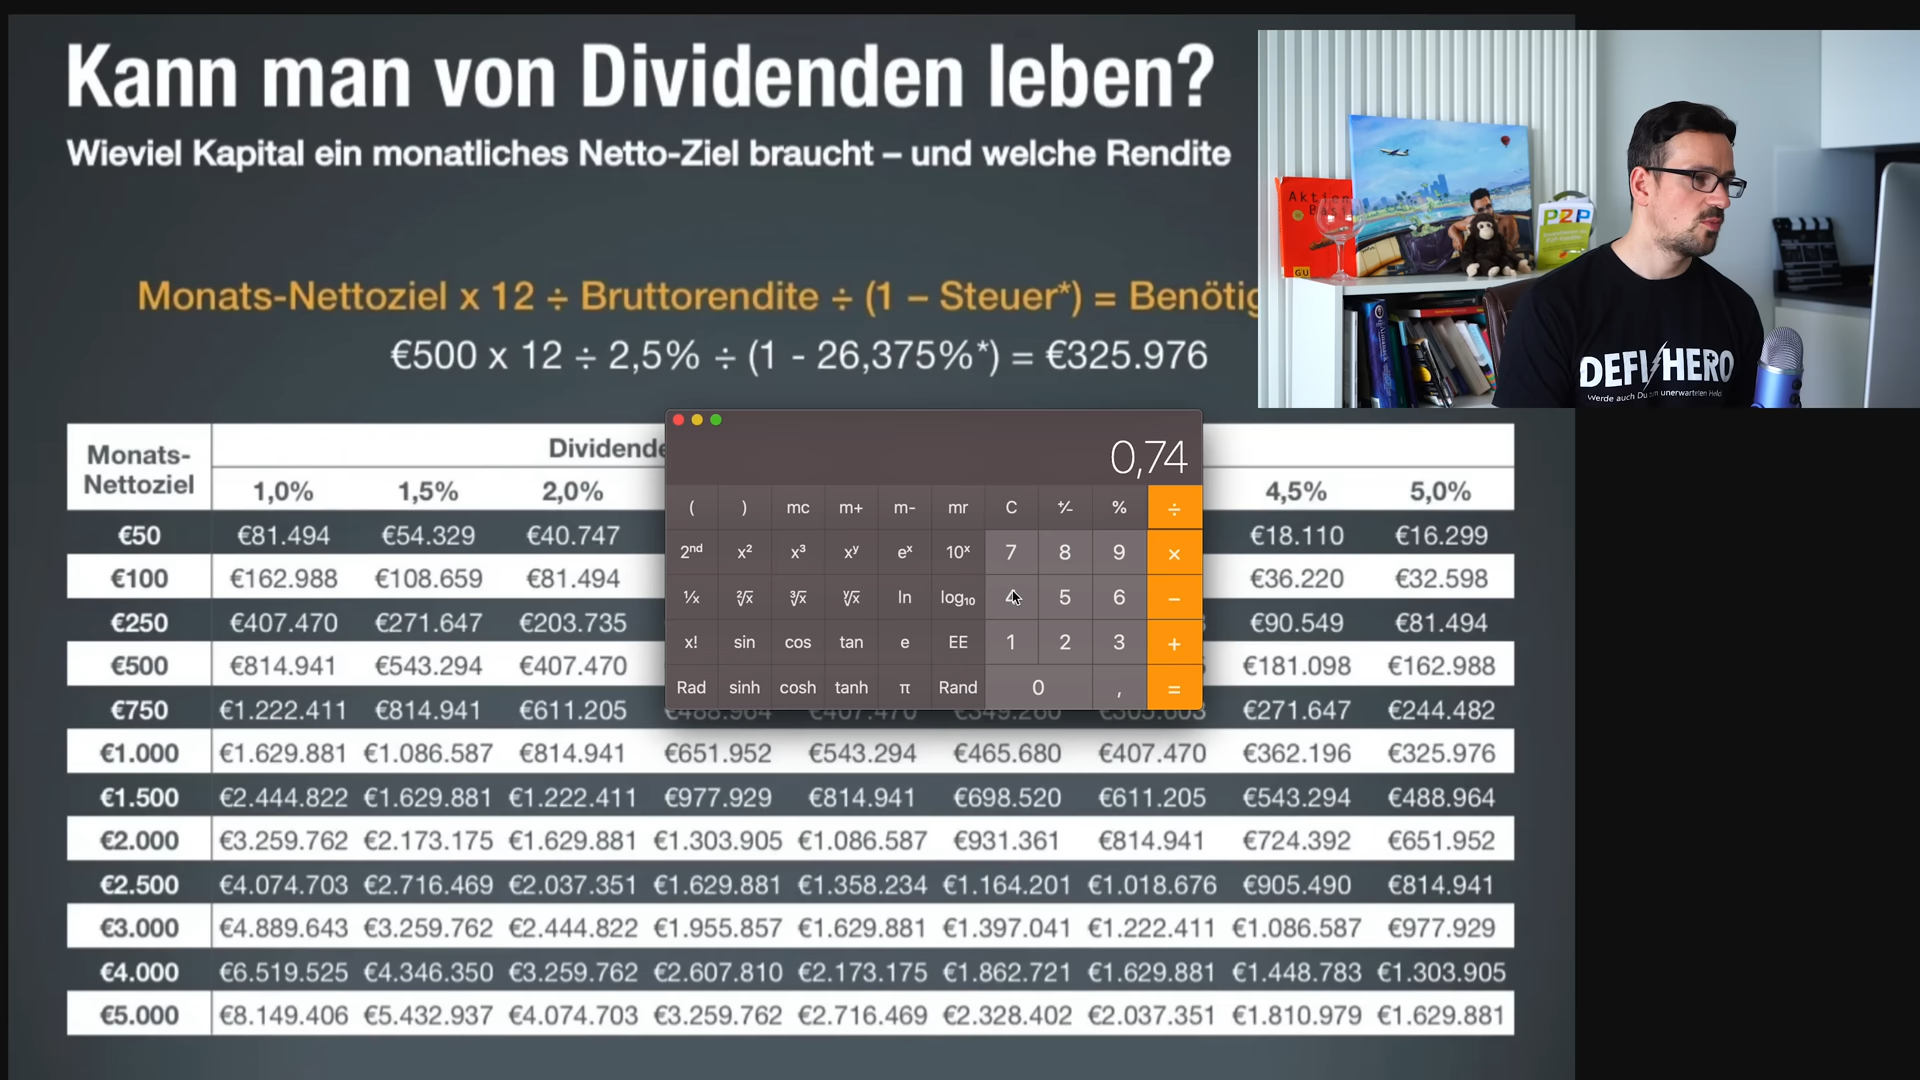 Kann man von Dividenden leben?
Wieviel Kapital ein monatliches Netto-Ziel braucht – und welche Rendite
Monats-Nettoziel x 12 ÷ Bruttorendite ÷ (1 – Steuer*) = Benötig
€500 x 12 ÷ 2,5% ÷ (1 - 26,375%*) = €325.976
Aktien
P2P
GU
DEFI HERO
Werde auch Du zum unerwarteten Held
Monats-Nettoziel Dividende
1,0% 1,5% 2,0% 4,5% 5,0%
€50 €81.494 €54.329 €40.747 €18.110 €16.299
€100 €162.988 €108.659 €81.494 €36.220 €32.598
€250 €407.470 €271.647 €203.735 €90.549 €81.494
€500 €814.941 €543.294 €407.470 €181.098 €162.988
€750 €1.222.411 €814.941 €611.205 €488.964 €407.470 €349.260 €305.603 €271.647 €244.482
€1.000 €1.629.881 €1.086.587 €814.941 €651.952 €543.294 €465.680 €407.470 €362.196 €325.976
€1.500 €2.444.822 €1.629.881 €1.222.411 €977.929 €814.941 €698.520 €611.205 €543.294 €488.964
€2.000 €3.259.762 €2.173.175 €1.629.881 €1.303.905 €1.086.587 €931.361 €814.941 €724.392 €651.952
€2.500 €4.074.703 €2.716.469 €2.037.351 €1.629.881 €1.358.234 €1.164.201 €1.018.676 €905.490 €814.941
€3.000 €4.889.643 €3.259.762 €2.444.822 €1.955.857 €1.629.881 €1.397.041 €1.222.411 €1.086.587 €977.929
€4.000 €6.519.525 €4.346.350 €3.259.762 €2.607.810 €2.173.175 €1.862.721 €1.629.881 €1.448.783 €1.303.905
€5.000 €8.149.406 €5.432.937 €4.074.703 €3.259.762 €2.716.469 €2.328.402 €2.037.351 €1.810.979 €1.629.881
0,74
( ) mc m+ m- mr C +/- % ÷
2nd x² x³ xʸ eˣ 10ˣ 7 8 9 ×
1/x ²√x ³√x ʸ√x ln log₁₀ 4 5 6 −
x! sin cos tan e EE 1 2 3 +
Rad sinh cosh tanh π Rand 0 , =